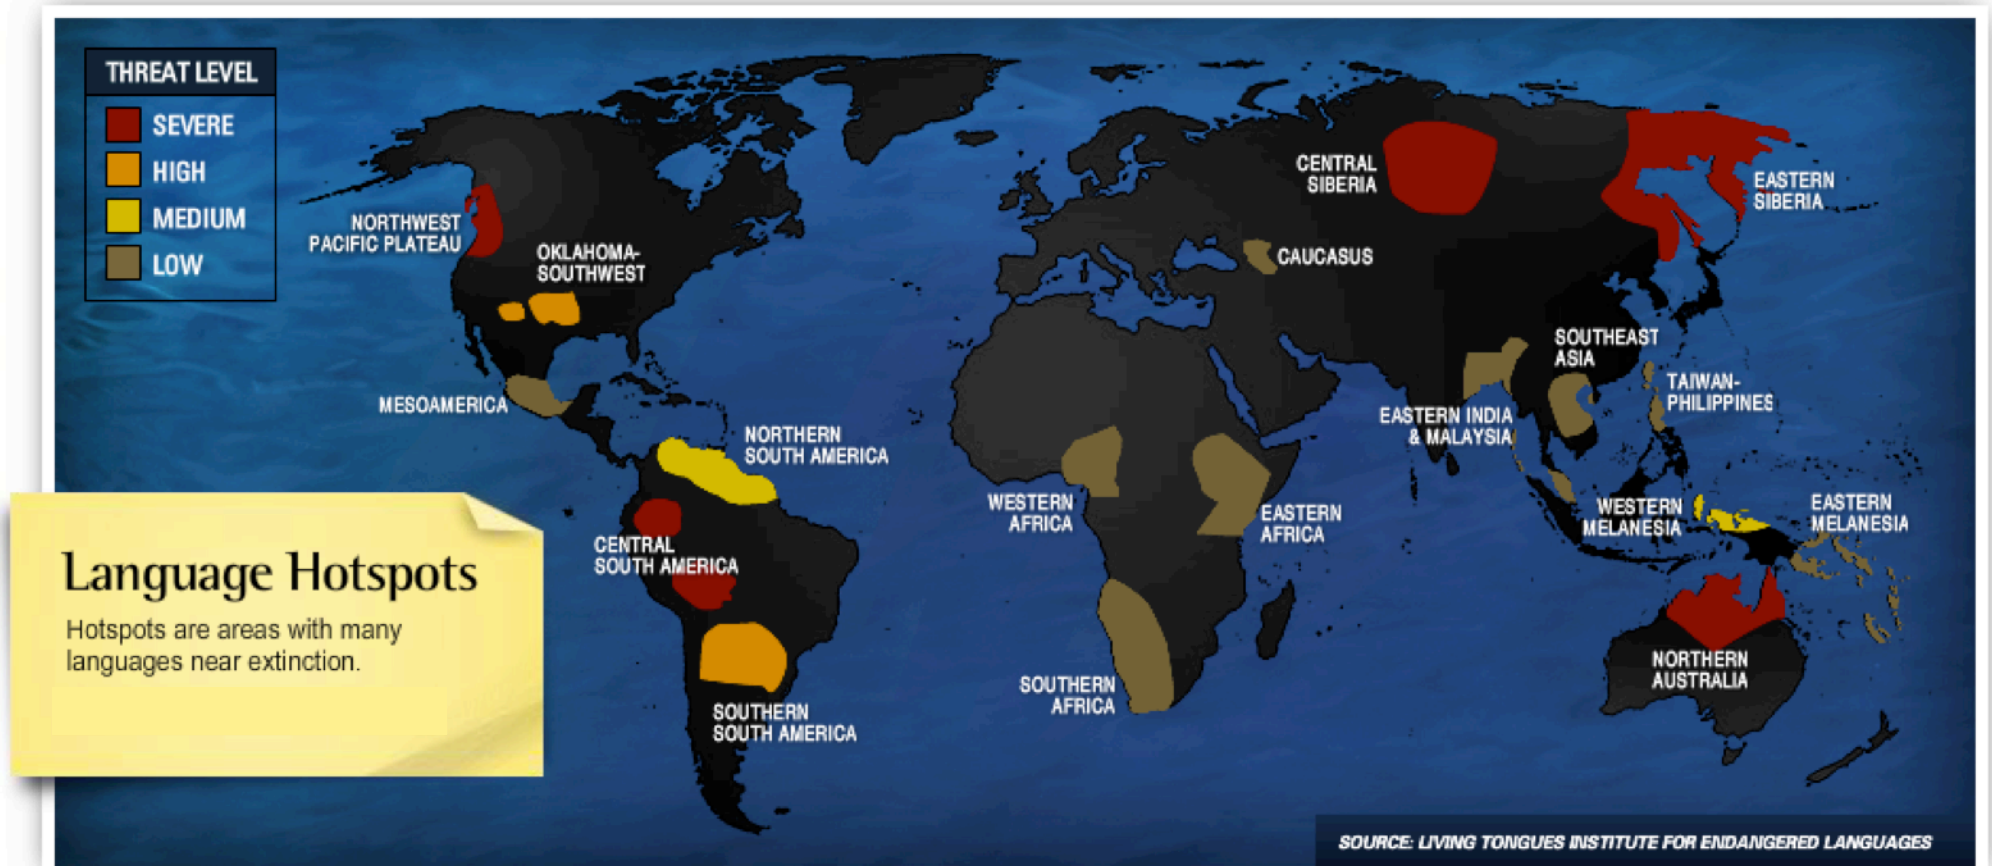 THREAT LEVEL
SEVERE
HIGH
MEDIUM
LOW
NORTHWEST
PACIFIC PLATEAU
OKLAHOMA-
SOUTHWEST
MESOAMERICA
NORTHERN
SOUTH AMERICA
CENTRAL
SOUTH AMERICA
SOUTHERN
SOUTH AMERICA
WESTERN
AFRICA
EASTERN
AFRICA
SOUTHERN
AFRICA
CAUCASUS
CENTRAL
SIBERIA
EASTERN
SIBERIA
SOUTHEAST
ASIA
TAIWAN-
PHILIPPINES
EASTERN INDIA
& MALAYSIA
WESTERN
MELANESIA
EASTERN
MELANESIA
NORTHERN
AUSTRALIA
Language Hotspots
Hotspots are areas with many
languages near extinction.
SOURCE: LIVING TONGUES INSTITUTE FOR ENDANGERED LANGUAGES